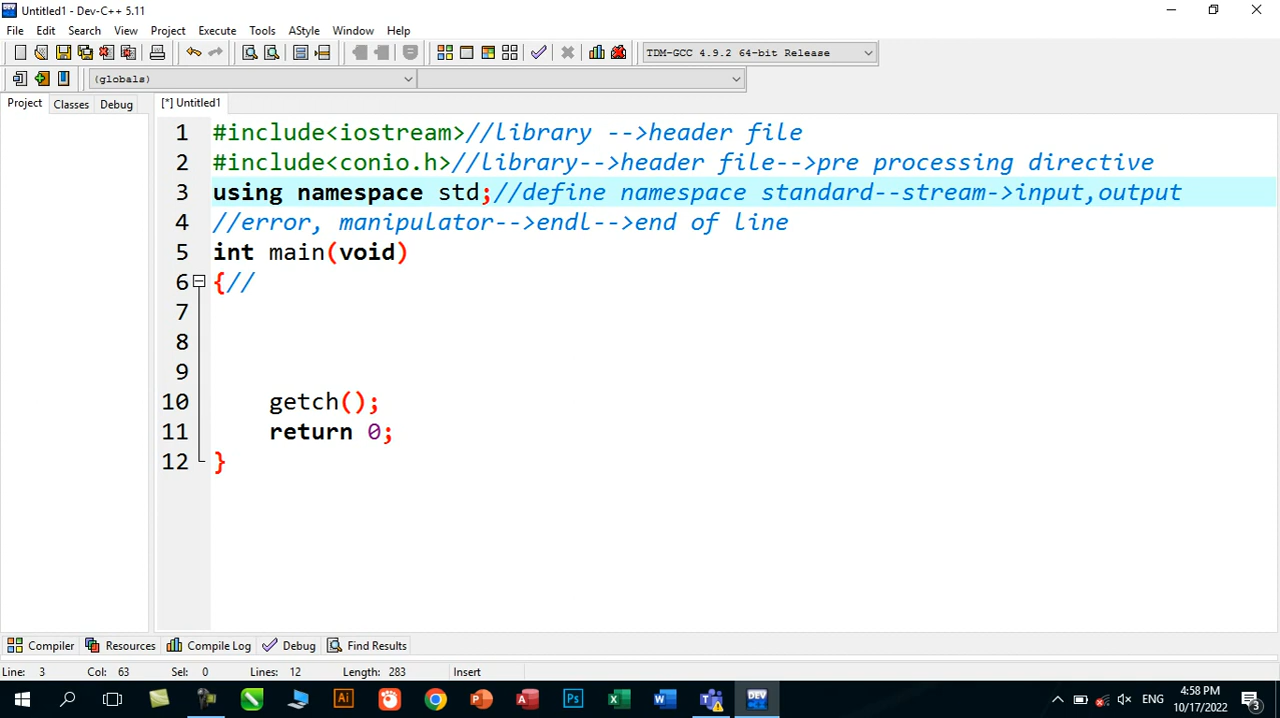 Untitled1 - Dev-C++ 5.11
File Edit Search View Project Execute Tools AStyle Window Help
TDM-GCC 4.9.2 64-bit Release
(globals)
Project Classes Debug [*] Untitled1
1 #include<iostream>//library -->header file
2 #include<conio.h>//library-->header file-->pre processing directive
3 using namespace std;//define namespace standard--stream->input,output
4 //error, manipulator-->endl-->end of line
5 int main(void)
6 {//
7
8
9
10 getch();
11 return 0;
12 }
Compiler Resources Compile Log Debug Find Results
Line: 3 Col: 63 Sel: 0 Lines: 12 Length: 283 Insert
Ai Ps DEV ENG 4:58 PM
10/17/2022 3